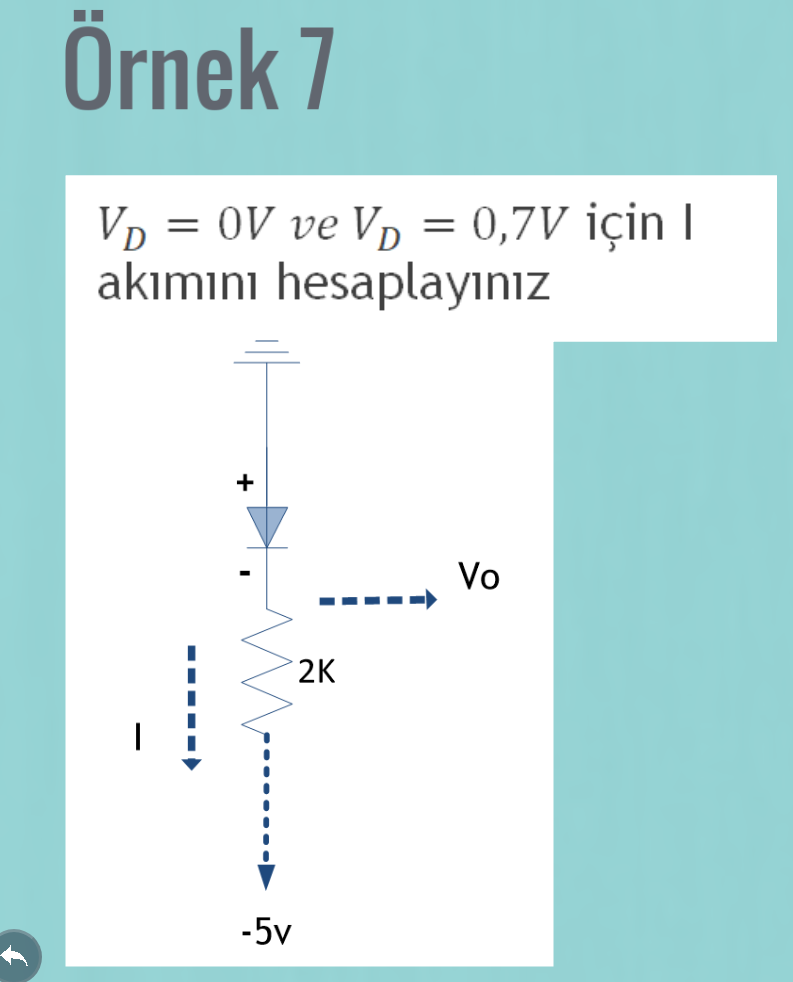 Örnek 7
V_D = 0V ve V_D = 0,7V için I
akımını hesaplayınız
+
-
Vo
2K
I
-5v